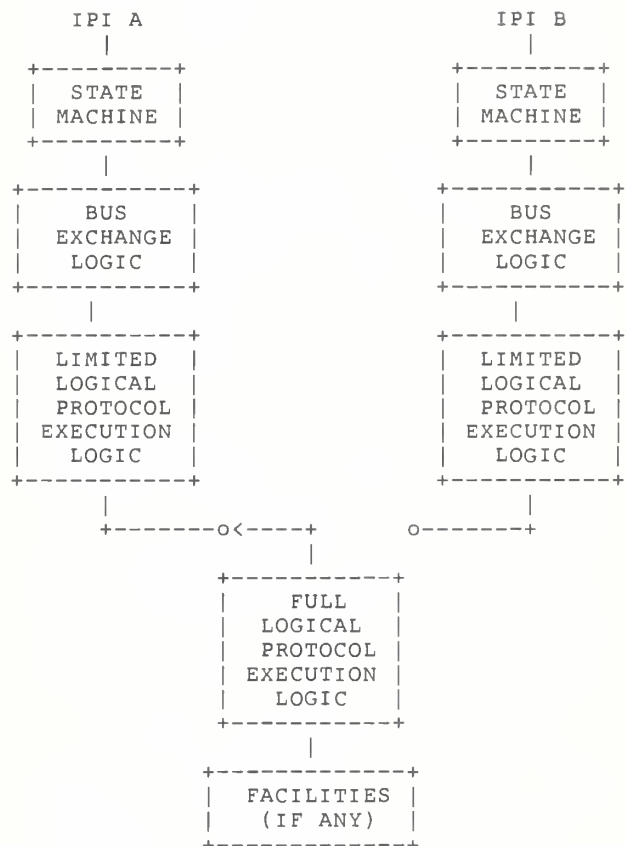 IPI A
IPI B
STATE
MACHINE
STATE
MACHINE
BUS
EXCHANGE
LOGIC
BUS
EXCHANGE
LOGIC
LIMITED
LOGICAL
PROTOCOL
EXECUTION
LOGIC
LIMITED
LOGICAL
PROTOCOL
EXECUTION
LOGIC
FULL
LOGICAL
PROTOCOL
EXECUTION
LOGIC
FACILITIES
(IF ANY)